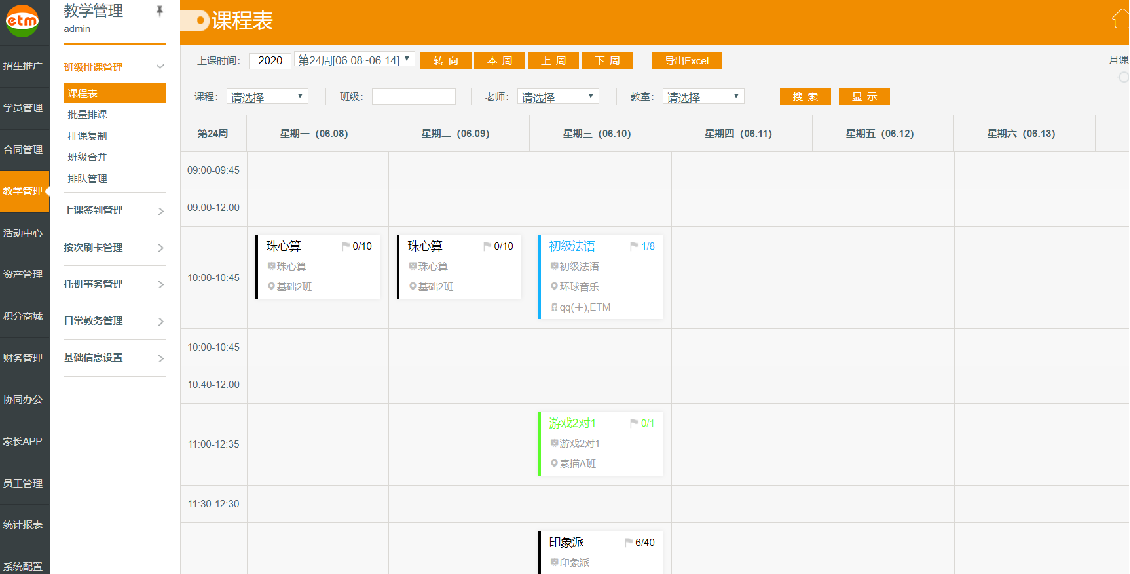 etm
教学管理
admin
招生推广
学员管理
合同管理
教学管理
活动中心
资产管理
积分商城
财务管理
协同办公
家长APP
员工管理
统计报表
系统配置
班级排课管理
课程表
批量排课
排课复制
班级合并
排队管理
上课签到管理
按次刷卡管理
托班事务管理
日常教务管理
基础信息设置
课程表
上课时间: 2020 第24周[06.08 -06.14] 转 向 本 周 上 周 下 周 导出Excel 月课
课程: 请选择 班级: 老师: 请选择 教室: 请选择 搜 索 显 示
第24周 星期一 (06.08) 星期二 (06.09) 星期三 (06.10) 星期四 (06.11) 星期五 (06.12) 星期六 (06.13)
09:00-09:45
09:00-12:00
10:00-10:45
珠心算 0/10
珠心算
基础2班
珠心算 0/10
珠心算
基础2班
初级法语 1/8
初级法语
环球音乐
qq(主),ETM
10:00-10:45
10:40-12:00
11:00-12:35
游戏2对1 0/1
游戏2对1
素描A班
11:30-12:30
印象派 6/40
印象派